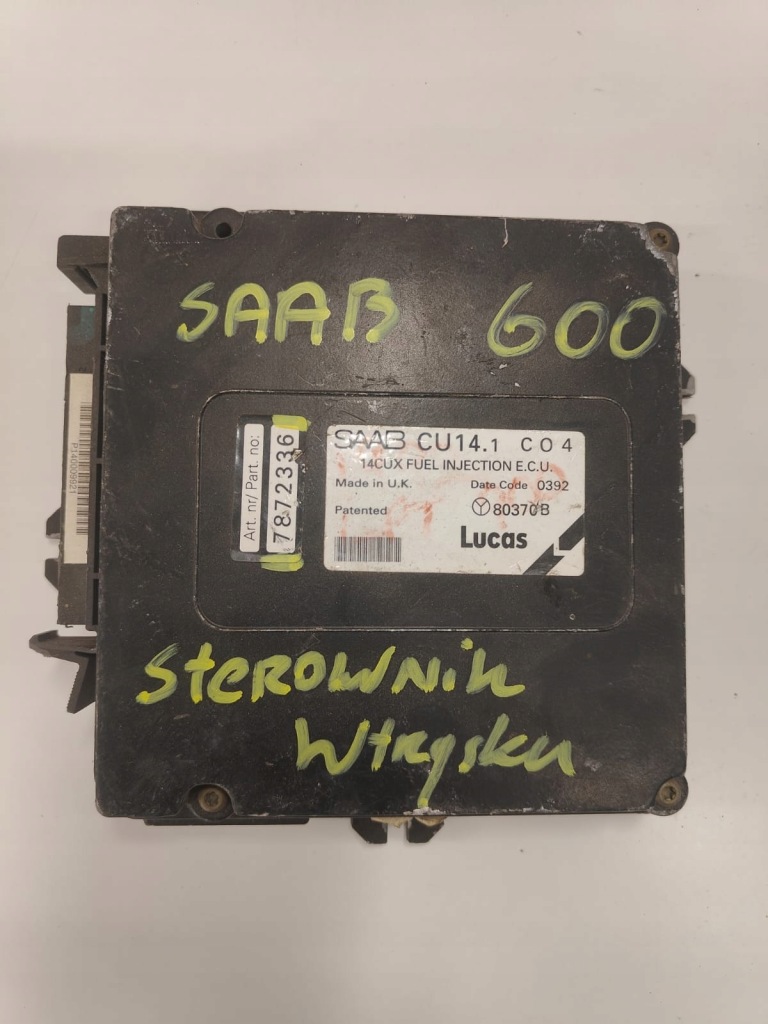 SAAB 600
Art. nr/ Part. no:
7872336
SAAB CU14.1 C04
14CUX FUEL INJECTION E.C.U.
Made in U.K. Date Code 0392
Patented 80370B
Lucas
P140008921
Sterownik
Wtrysku